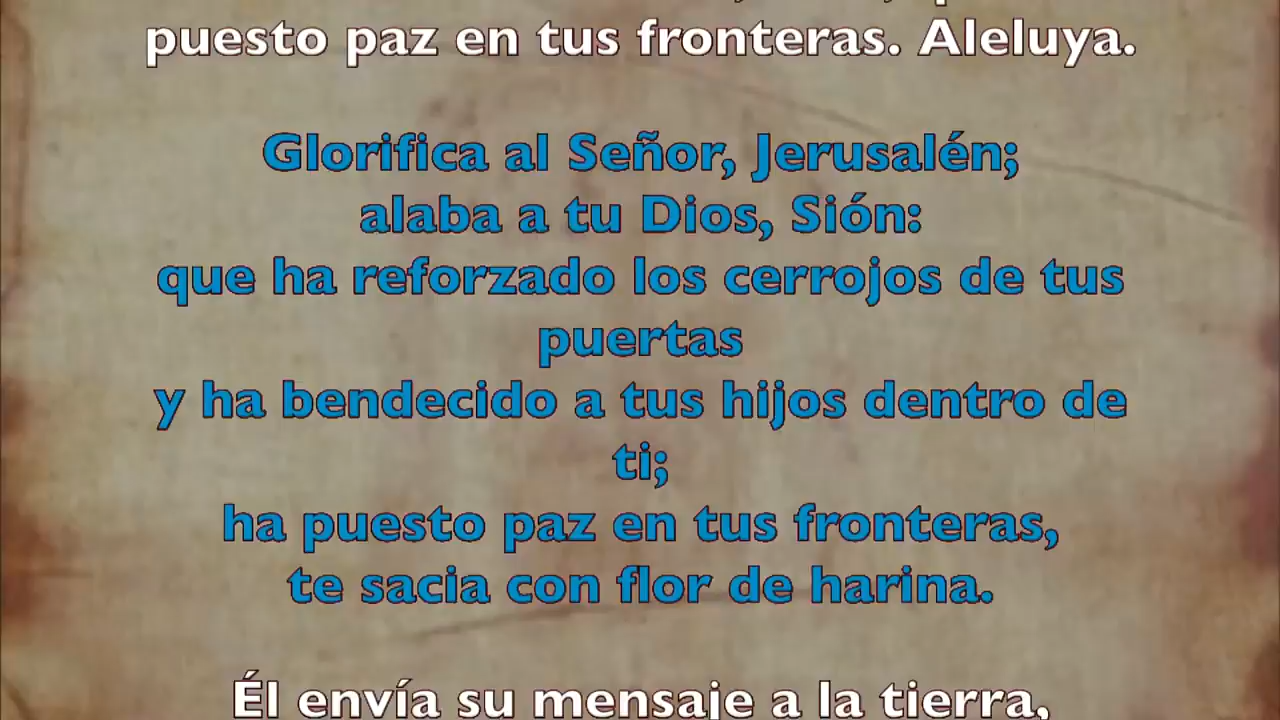 puesto paz en tus fronteras. Aleluya.
Glorifica al Señor, Jerusalén;
alaba a tu Dios, Sión:
que ha reforzado los cerrojos de tus
puertas
y ha bendecido a tus hijos dentro de
ti;
ha puesto paz en tus fronteras,
te sacia con flor de harina.
Él envía su mensaje a la tierra,